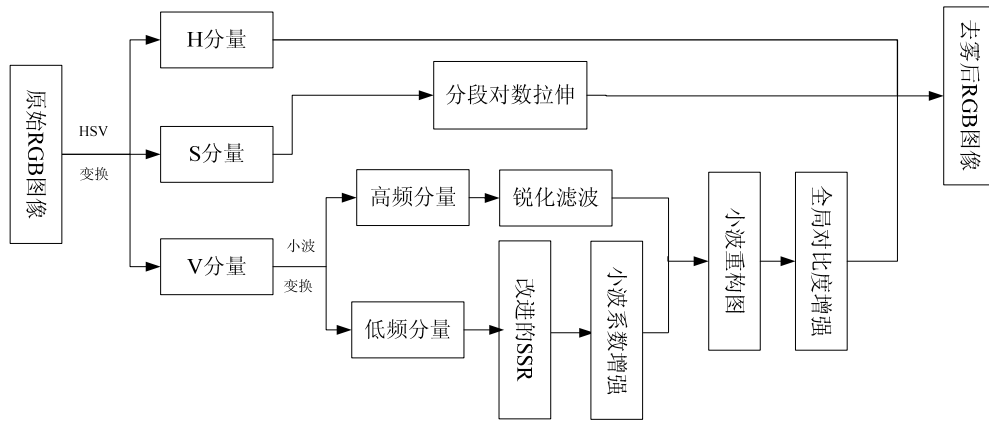 原始RGB图像
HSV
变换
H分量
S分量
V分量
分段对数拉伸
小波
变换
高频分量
锐化滤波
低频分量
改进的SSR
小波系数增强
小波重构图
全局对比度增强
去雾后RGB图像